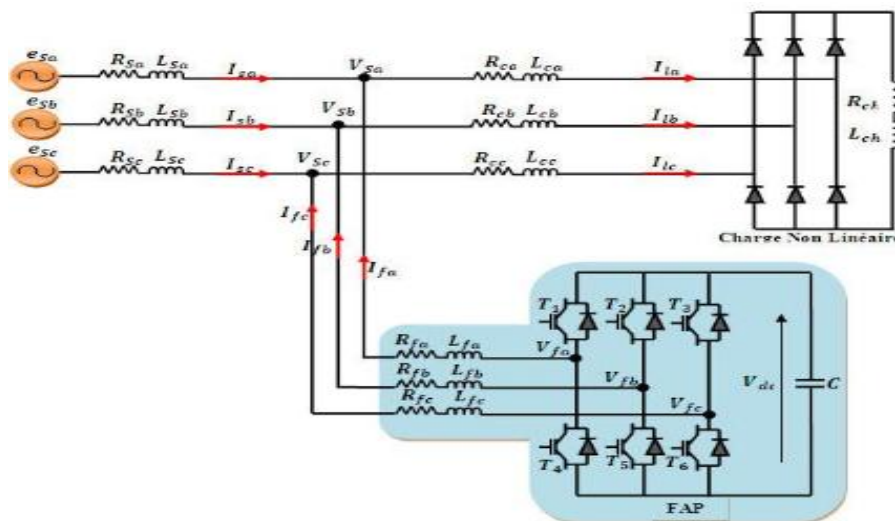 e_Sa R_Sa L_Sa I_sa V_Sa R_ca L_ca I_la
e_Sb R_Sb L_Sb I_sb V_Sb R_cb L_cb I_lb
e_Sc R_Sc L_Sc I_sc V_Sc R_cc L_cc I_lc
R_ch
L_ch
Charge Non Linéaire
I_fc
I_fb
I_fa
T_1 T_2 T_3
R_fa L_fa V_fa
R_fb L_fb V_fb
R_fc L_fc V_fc
V_dc C
T_4 T_5 T_6
FAP